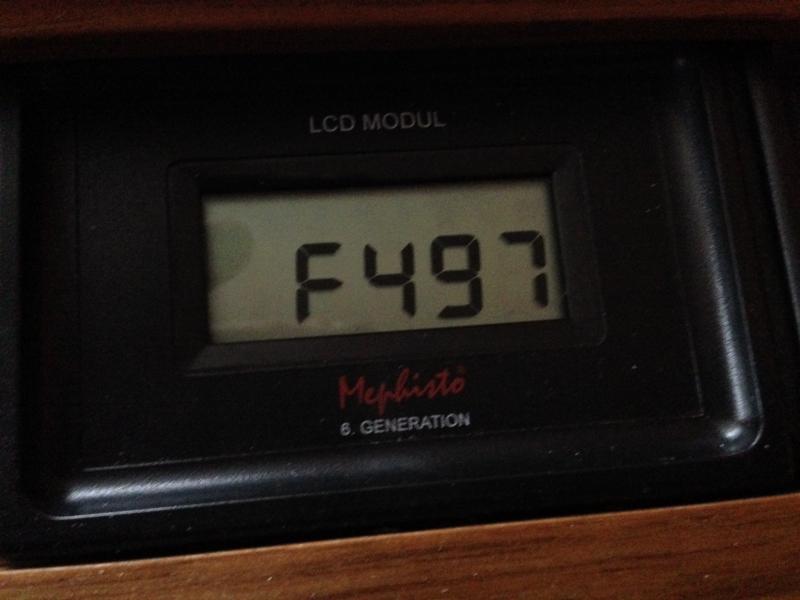 LCD MODUL
F497
Mephisto®
6. GENERATION